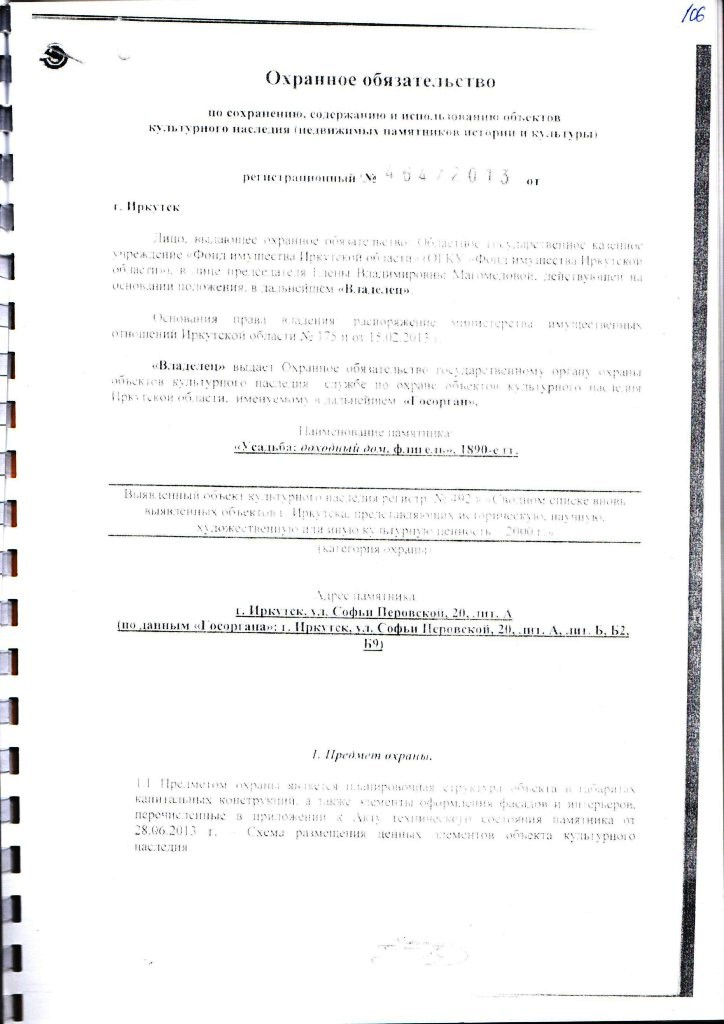 106
Охранное обязательство
по сохранению, содержанию и использованию объектов
культурного наследия (недвижимых памятников истории и культуры)
регистрационный № 464/2013 от
г. Иркутск
Лицо, выдающее охранное обязательство: Областное государственное казенное
учреждение «Фонд имущества Иркутской области» (ОГКУ «Фонд имущества Иркутской
области»), в лице председателя Елены Владимировны Магомедовой, действующей на
основании положения, в дальнейшем «Владелец».
Основания права владения распоряжение министерства имущественных
отношений Иркутской области № 175/и от 15.02.2013 г.
«Владелец» выдает Охранное обязательство государственному органу охраны
объектов культурного наследия службе по охране объектов культурного наследия
Иркутской области, именуемому в дальнейшем «Госорган».
Наименование памятника
«Усадьба: доходный дом, флигель», 1890-е гг.
Выявленный объект культурного наследия регистр. № 492 в «Сводном списке вновь
выявленных объектов г. Иркутска, представляющих историческую, научную,
художественную или иную культурную ценность 2000 г.»
(категория охраны)
Адрес памятника
г. Иркутск, ул. Софьи Перовской, 20, лит. А
(по данным «Госоргана»: г. Иркутск, ул. Софьи Перовской, 20, лит. А, лит. Б, Б2,
Б9)
1. Предмет охраны.
1.1 Предметом охраны является планировочная структура объекта в габаритах
капитальных конструкций, а также элементы оформления фасадов и интерьеров,
перечисленные в приложении к Акту технического состояния памятника от
28.06.2013 г. – Схема размещения ценных элементов объекта культурного
наследия